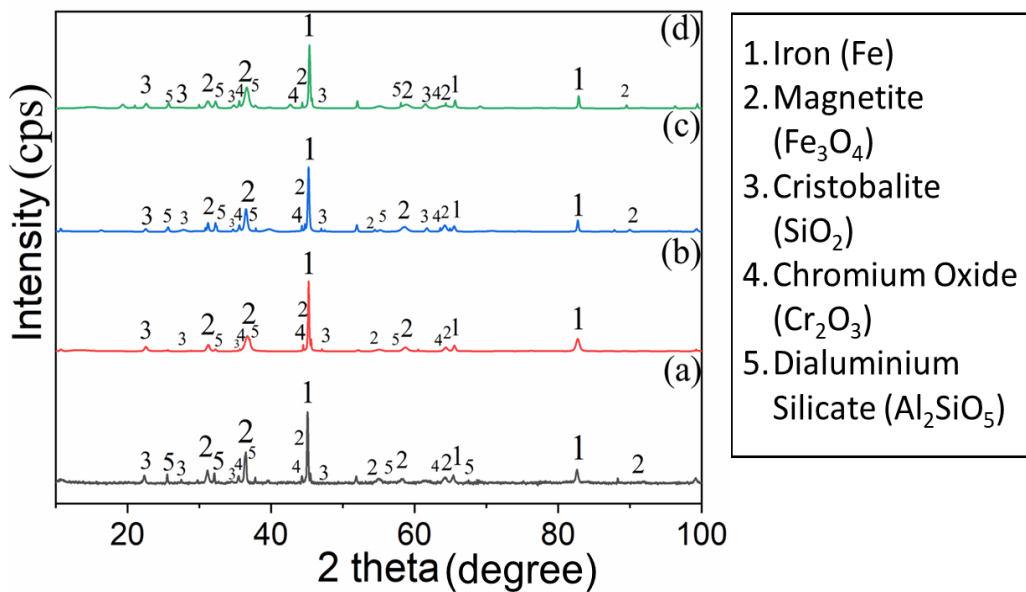 (d)
1
3 5 3 2 5 3 4 2 5 4 2 3 5 2 3 4 2 1 1 2
(c)
1
3 5 3 2 5 3 4 2 5 4 2 3 2 5 2 3 4 2 1 1 2
(b)
1
3 3 2 5 3 4 2 5 4 2 3 2 5 2 4 2 1 1
(a)
1
3 5 3 2 5 3 4 2 5 4 2 3 2 5 2 4 2 1 5 1 2
Intensity (cps)
20 40 60 80 100
2 theta (degree)
1. Iron (Fe)
2. Magnetite
(Fe₃O₄)
3. Cristobalite
(SiO₂)
4. Chromium Oxide
(Cr₂O₃)
5. Dialuminium
Silicate (Al₂SiO₅)